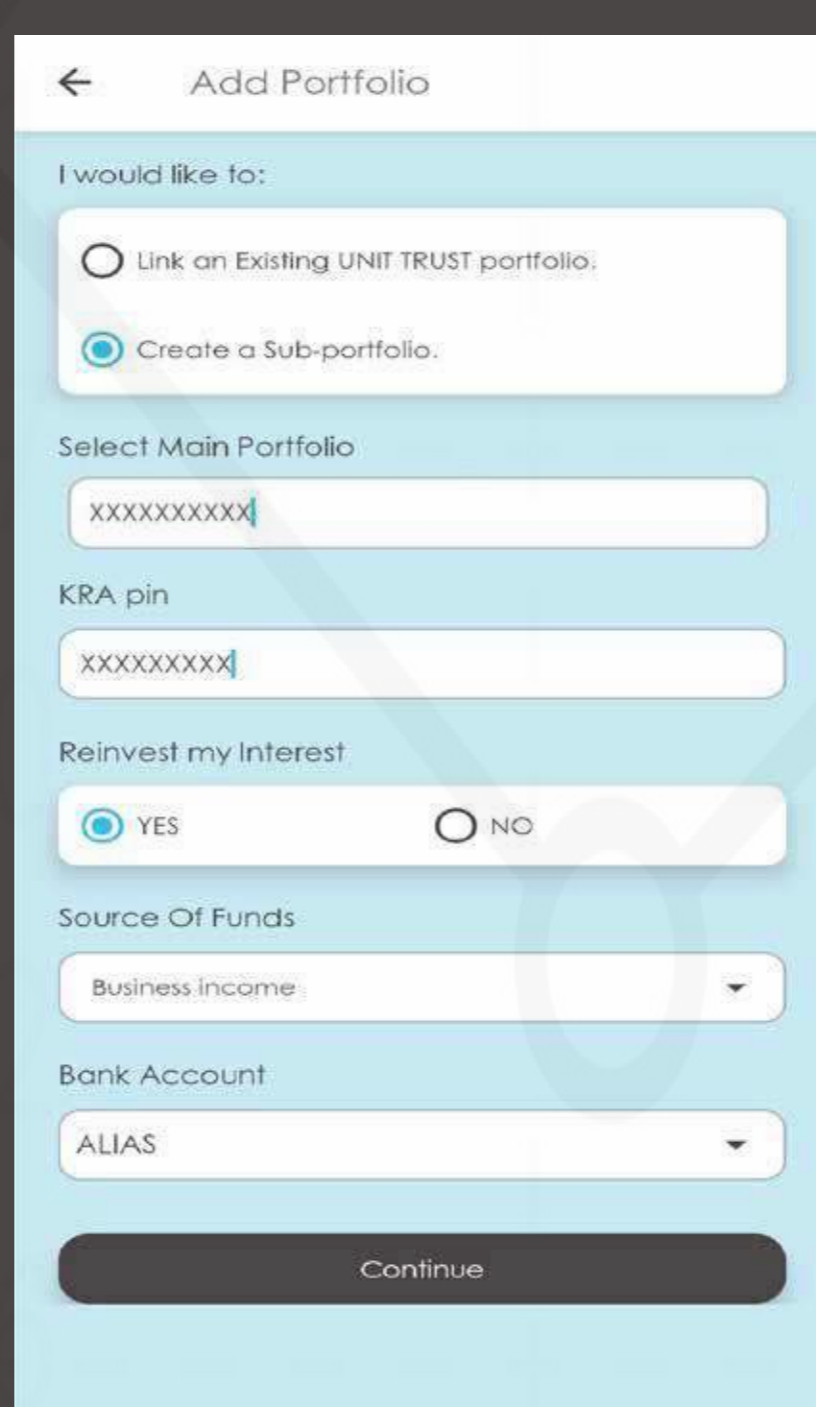 Add Portfolio
I would like to:
Link an Existing UNIT TRUST portfolio.
Create a Sub-portfolio.
Select Main Portfolio
XXXXXXXXXX
KRA pin
XXXXXXXXX
Reinvest my Interest
YES NO
Source Of Funds
Business income
Bank Account
ALIAS
Continue